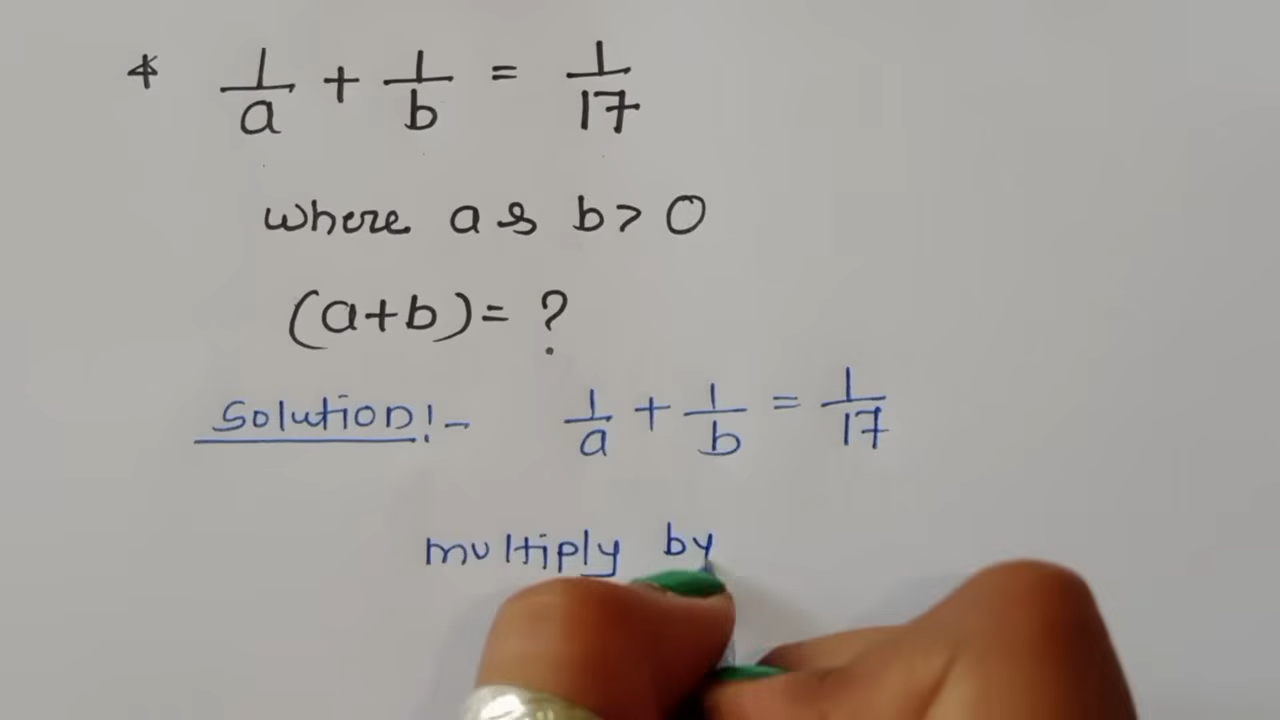 * 1/a + 1/b = 1/17
where a & b > 0
(a+b) = ?
Solution:- 1/a + 1/b = 1/17
multiply by